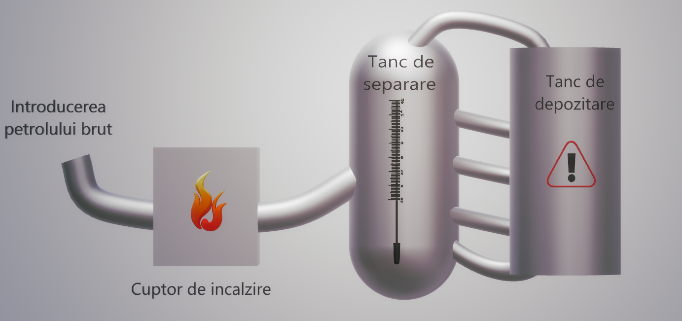 Tanc de
separare
Tanc de
depozitare
Introducerea
petrolului brut
Cuptor de incalzire